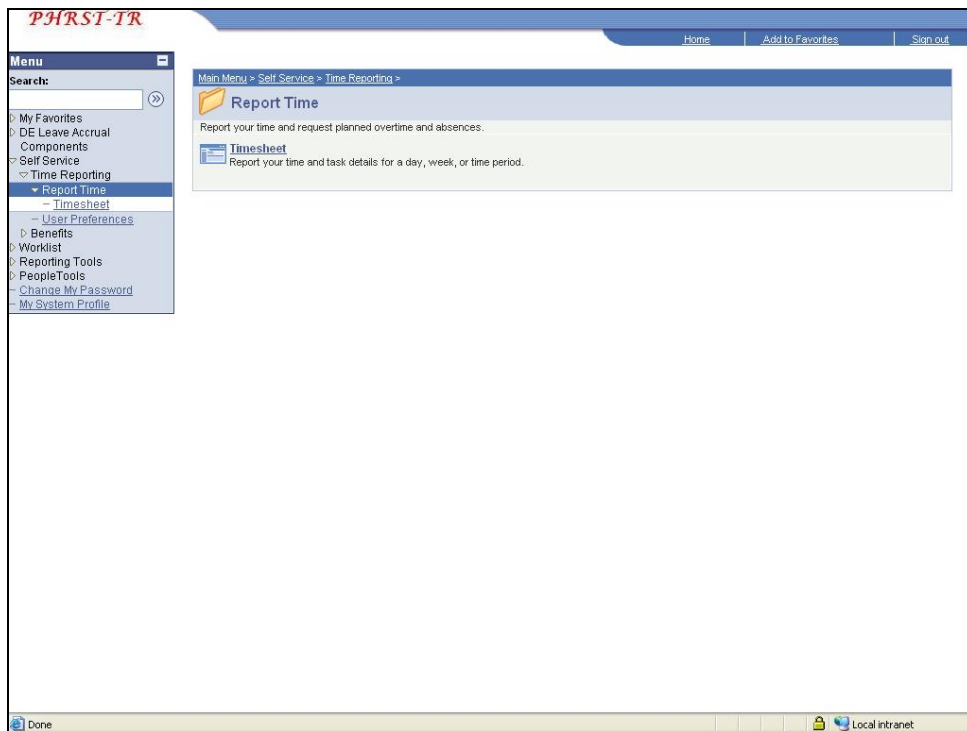 PHRST-TR
Home Add to Favorites Sign out
Menu
Search:
My Favorites
DE Leave Accrual
Components
Self Service
Time Reporting
Report Time
Timesheet
User Preferences
Benefits
Worklist
Reporting Tools
PeopleTools
Change My Password
My System Profile
Main Menu > Self Service > Time Reporting >
Report Time
Report your time and request planned overtime and absences.
Timesheet
Report your time and task details for a day, week, or time period.
Done Local intranet